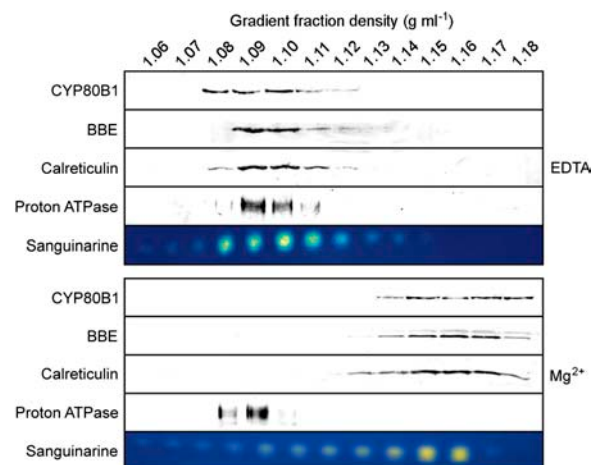 Gradient fraction density (g ml⁻¹)
1.06 1.07 1.08 1.09 1.10 1.11 1.12 1.13 1.14 1.15 1.16 1.17 1.18
CYP80B1
BBE
Calreticulin
EDTA
Proton ATPase
Sanguinarine
CYP80B1
BBE
Calreticulin
Mg²⁺
Proton ATPase
Sanguinarine